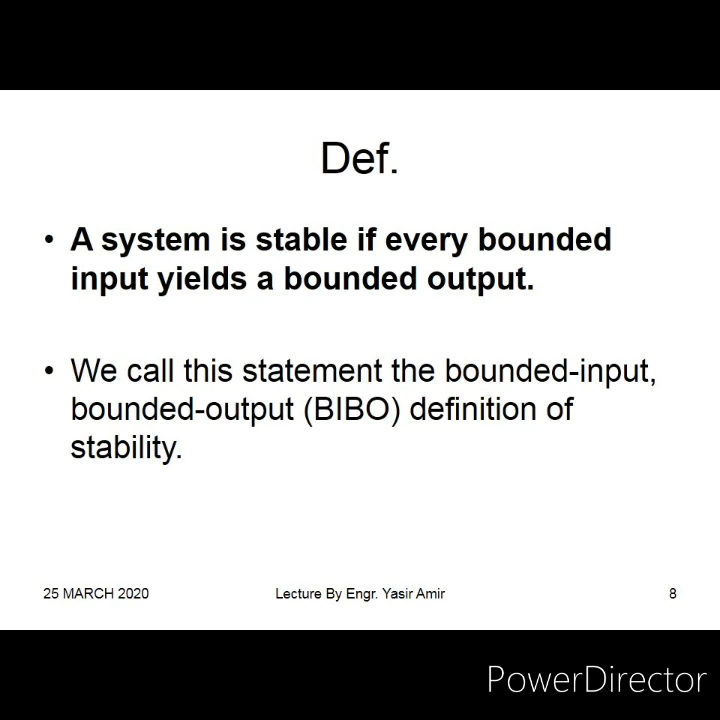 Def.
• A system is stable if every bounded
input yields a bounded output.
• We call this statement the bounded-input,
bounded-output (BIBO) definition of
stability.
25 MARCH 2020 Lecture By Engr. Yasir Amir 8
PowerDirector